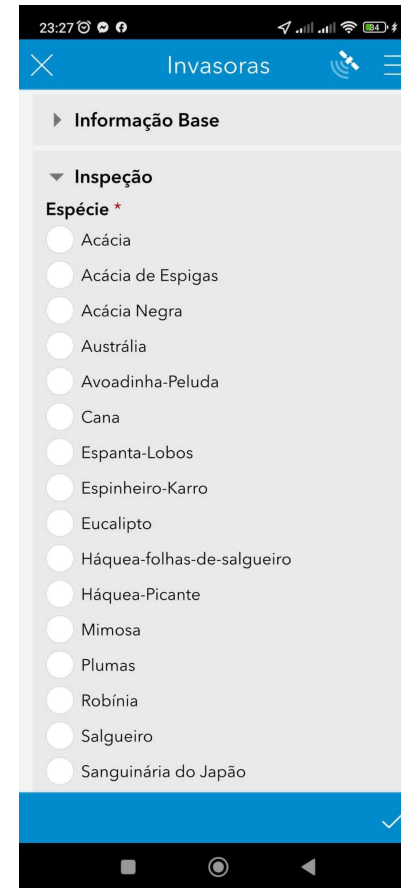 23:27
84
Invasoras
Informação Base
Inspeção
Espécie *
Acácia
Acácia de Espigas
Acácia Negra
Austrália
Avoadinha-Peluda
Cana
Espanta-Lobos
Espinheiro-Karro
Eucalipto
Háquea-folhas-de-salgueiro
Háquea-Picante
Mimosa
Plumas
Robínia
Salgueiro
Sanguinária do Japão